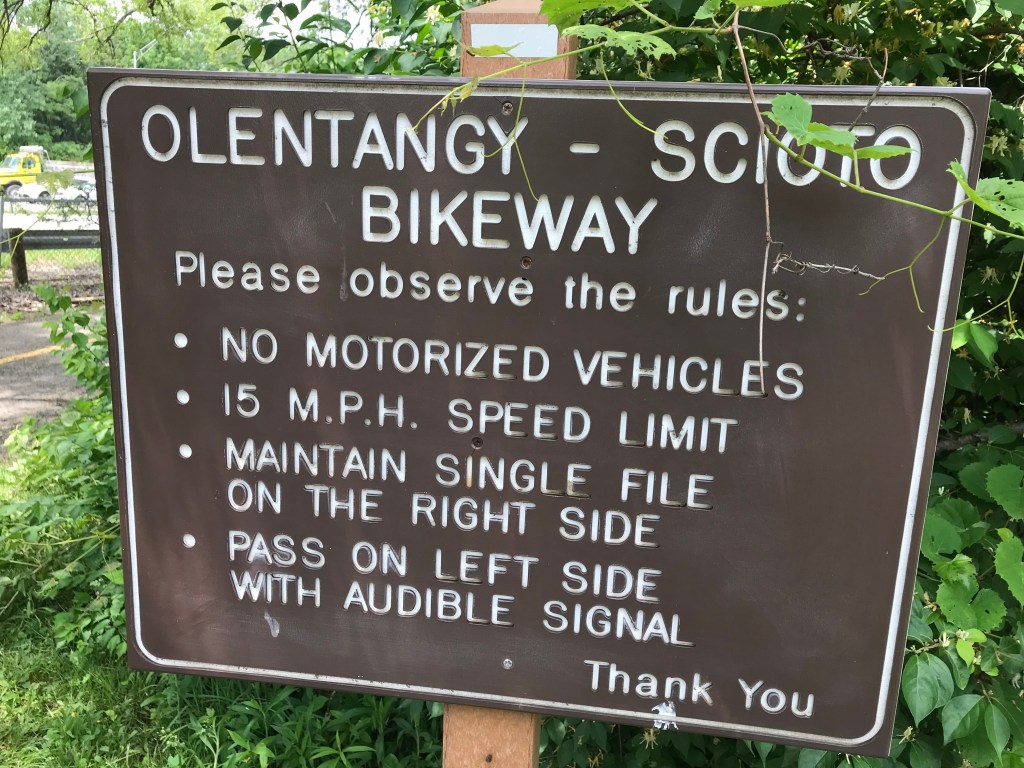 OLENTANGY - SCIOTO
BIKEWAY
Please observe the rules:
• NO MOTORIZED VEHICLES
• 15 M.P.H. SPEED LIMIT
• MAINTAIN SINGLE FILE
ON THE RIGHT SIDE
• PASS ON LEFT SIDE
WITH AUDIBLE SIGNAL
Thank You